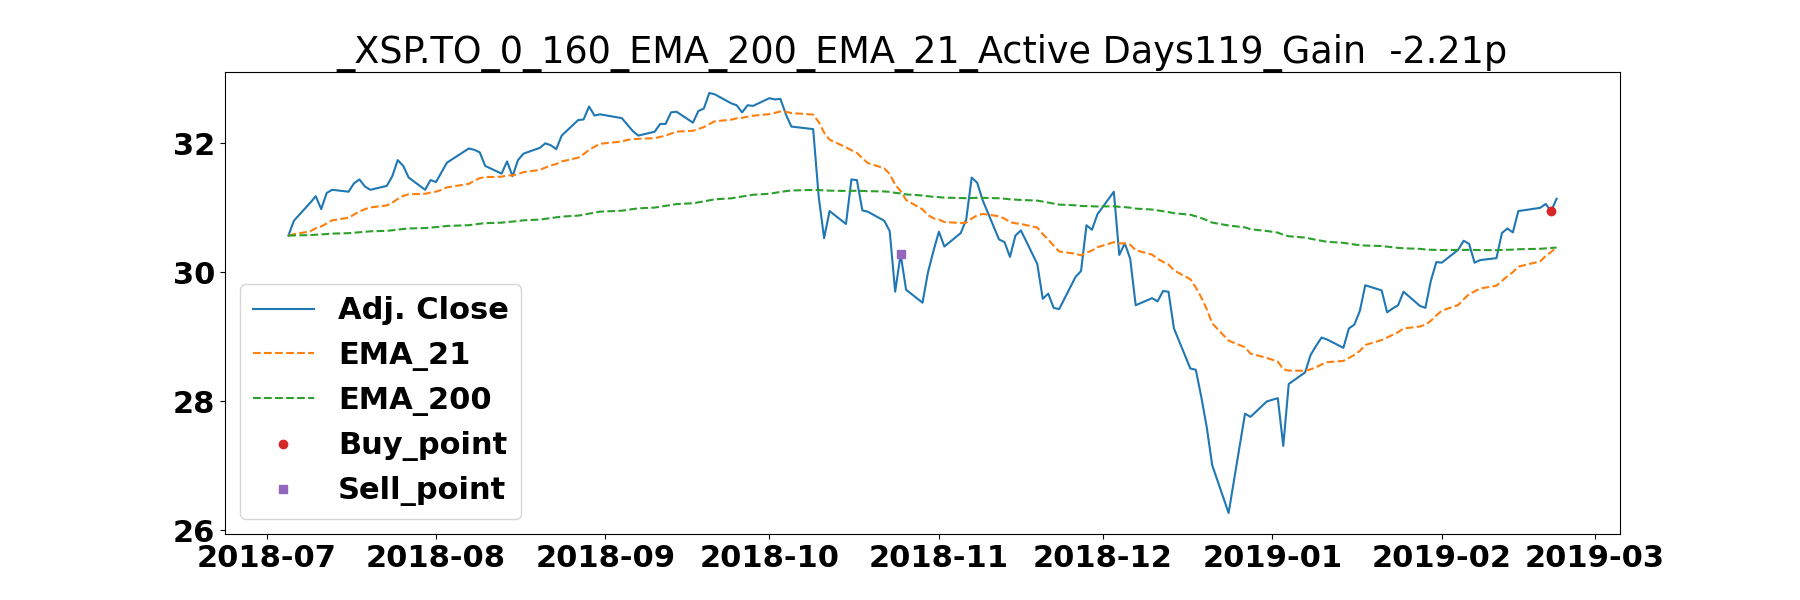 _XSP.TO_0_160_EMA_200_EMA_21_Active Days119_Gain  -2.21p
32
30
28
26
Adj. Close
EMA_21
EMA_200
Buy_point
Sell_point
2018-07 2018-08 2018-09 2018-10 2018-11 2018-12 2019-01 2019-02 2019-03